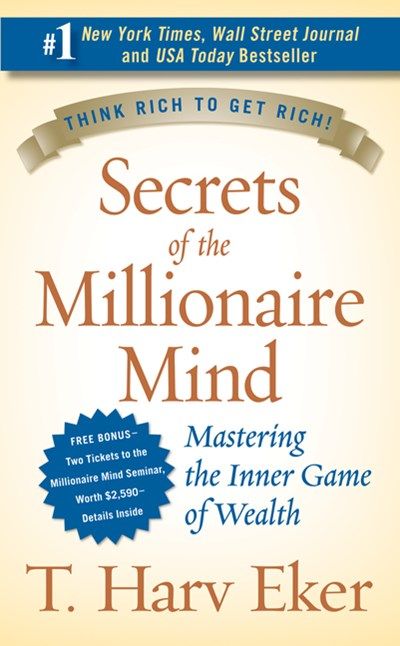 #1 New York Times, Wall Street Journal
and USA Today Bestseller
THINK RICH TO GET RICH!
Secrets
of the
Millionaire
Mind
FREE BONUS–
Two Tickets to the
Millionaire Mind Seminar,
Worth $2,590–
Details Inside
Mastering
the Inner Game
of Wealth
T. Harv Eker